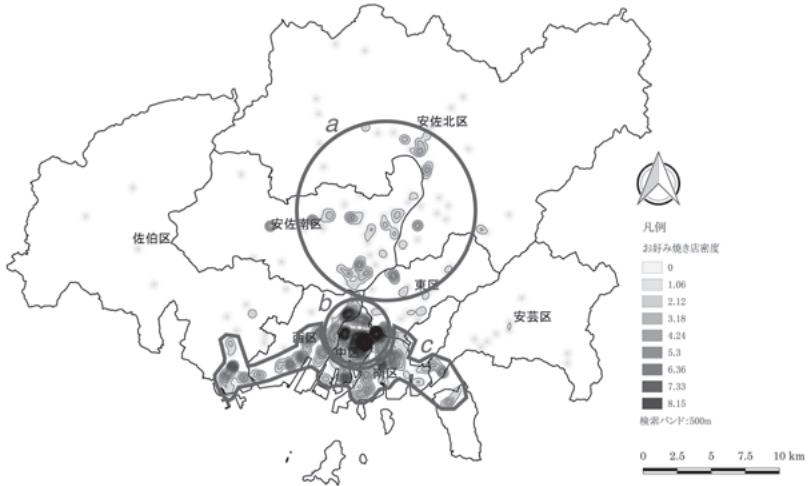 a
安佐北区
安佐南区
佐伯区
東区
b
安芸区
西区
中区
c
南区
凡例
お好み焼き店密度
0
1.06
2.12
3.18
4.24
5.3
6.36
7.33
8.15
検索バンド:500m
0 2.5 5 7.5 10 km